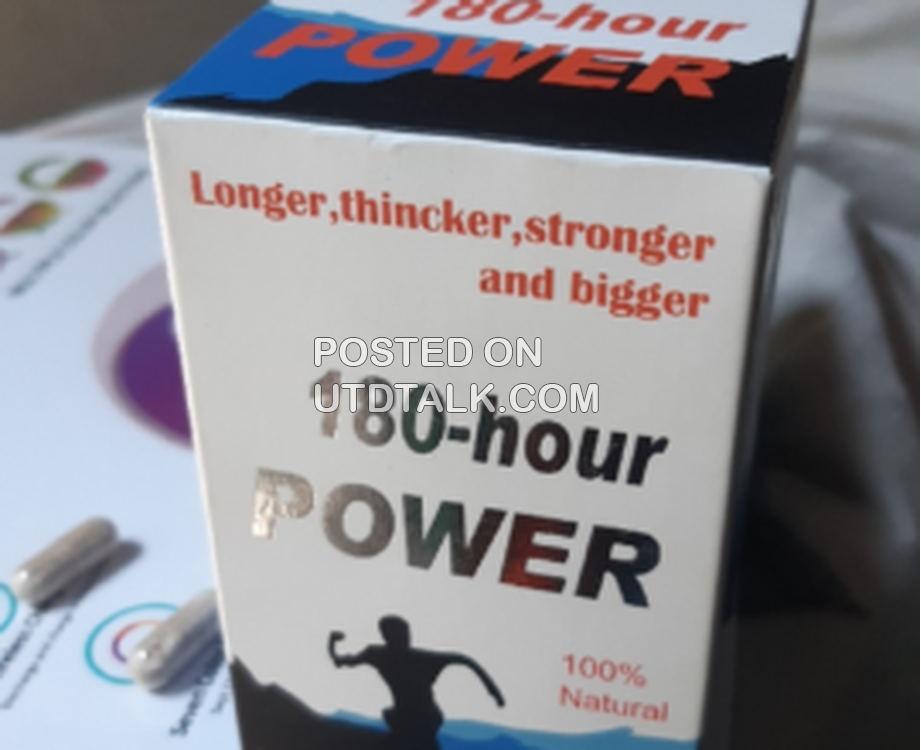 180-hour
POWER
Longer,thincker,stronger
and bigger
POSTED ON
UTDTALK.COM
180-hour
POWER
100%
Natural